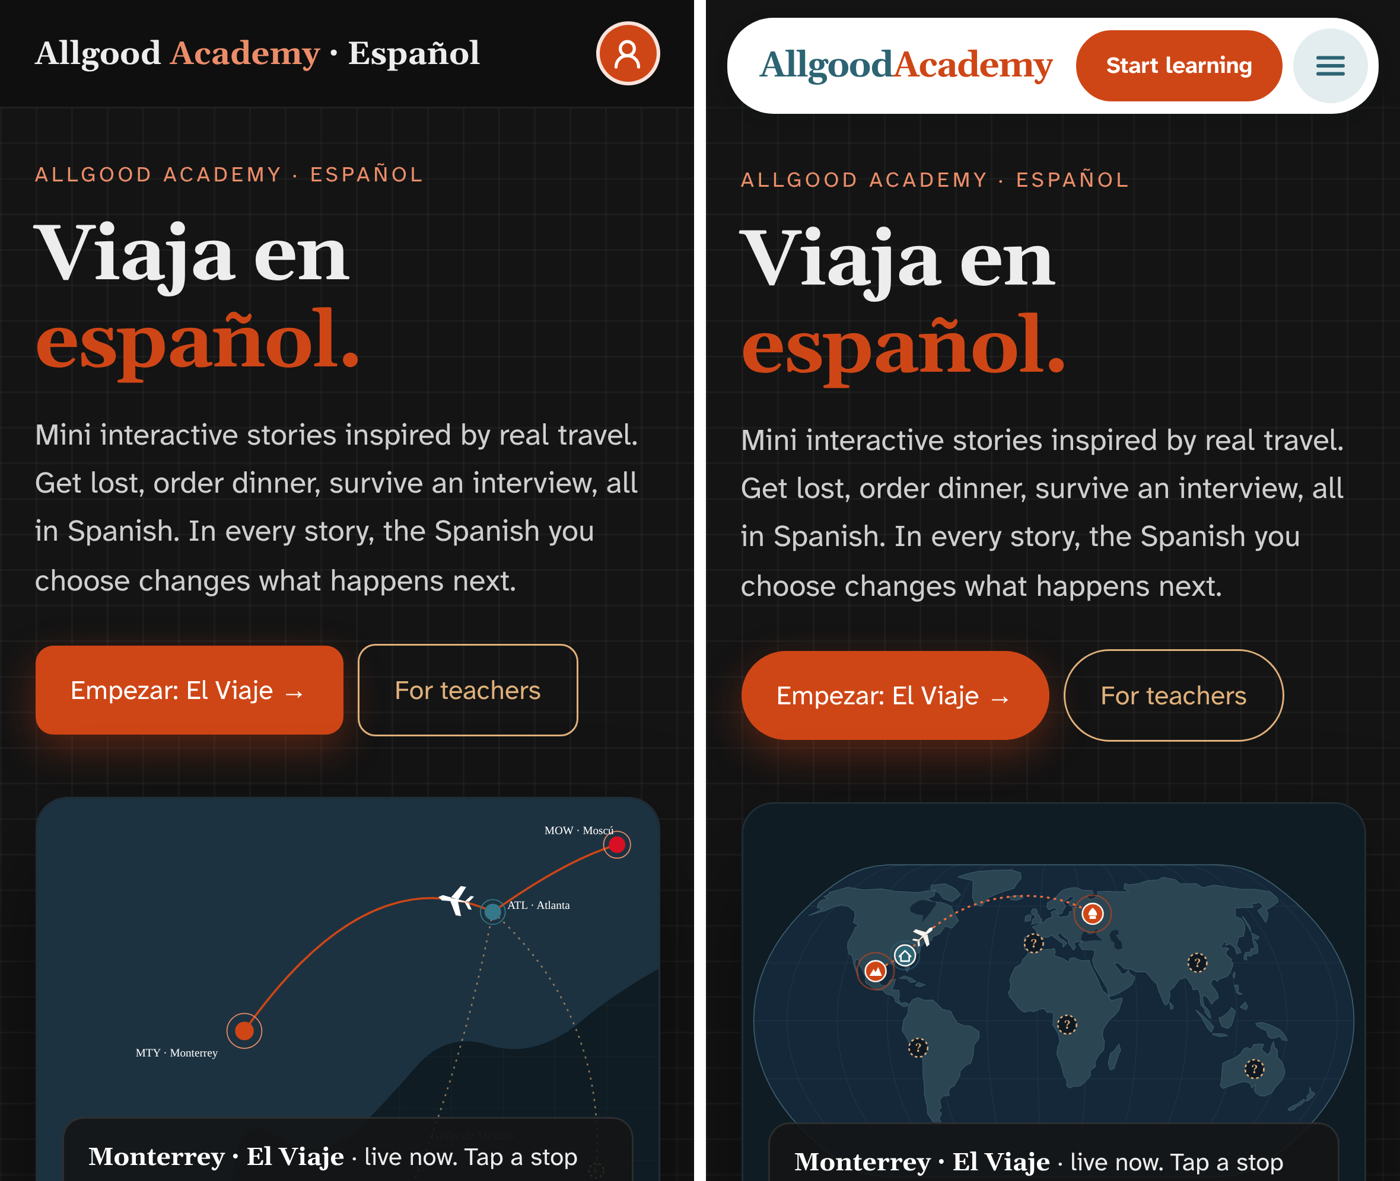 Allgood Academy · Español
ALLGOOD ACADEMY · ESPAÑOL
Viaja en
español.
Mini interactive stories inspired by real travel.
Get lost, order dinner, survive an interview, all
in Spanish. In every story, the Spanish you
choose changes what happens next.
Empezar: El Viaje →
For teachers
MOW · Moscú
ATL · Atlanta
MTY · Monterrey
Monterrey · El Viaje · live now. Tap a stop
AllgoodAcademy
Start learning
ALLGOOD ACADEMY · ESPAÑOL
Viaja en
español.
Mini interactive stories inspired by real travel.
Get lost, order dinner, survive an interview, all
in Spanish. In every story, the Spanish you
choose changes what happens next.
Empezar: El Viaje →
For teachers
?
?
?
?
?
Monterrey · El Viaje · live now. Tap a stop